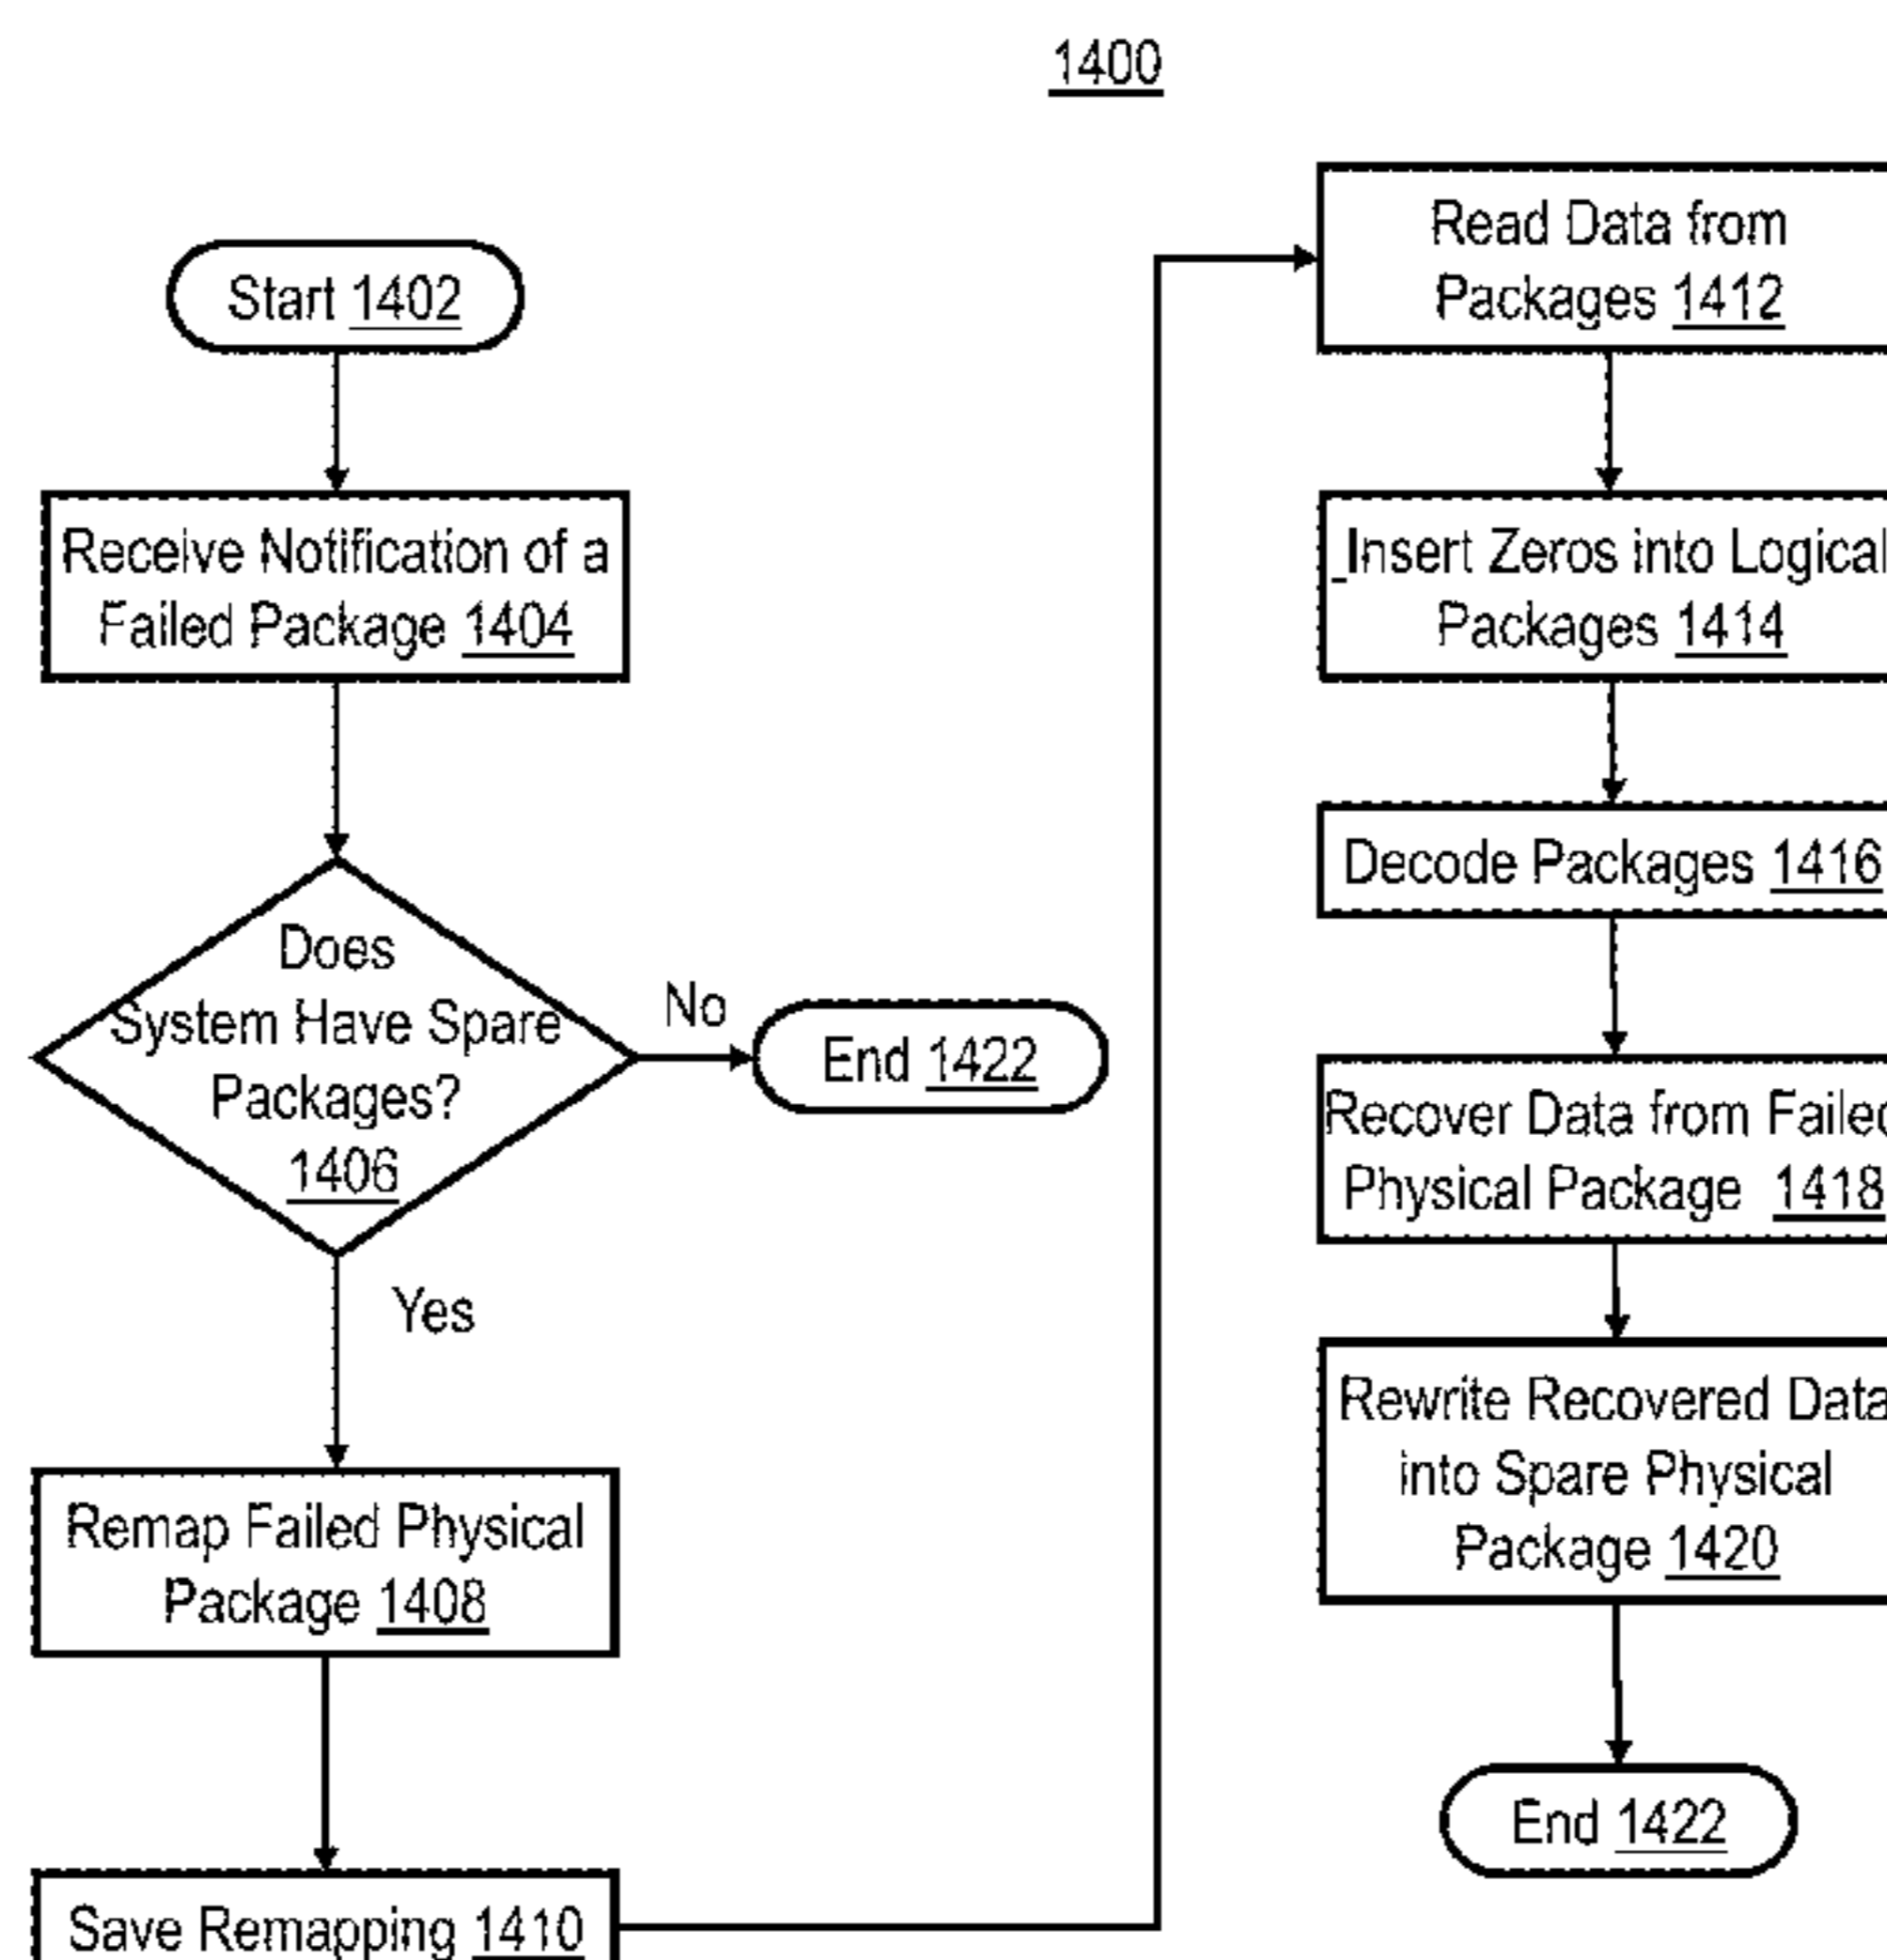 1400
Start 1402
Receive Notification of a
Failed Package 1404
Does
System Have Spare
Packages?
1406
No
End 1422
Yes
Remap Failed Physical
Package 1408
Save Remapping 1410
Read Data from
Packages 1412
Insert Zeros into Logical
Packages 1414
Decode Packages 1416
Recover Data from Failed
Physical Package 1418
Rewrite Recovered Data
into Spare Physical
Package 1420
End 1422